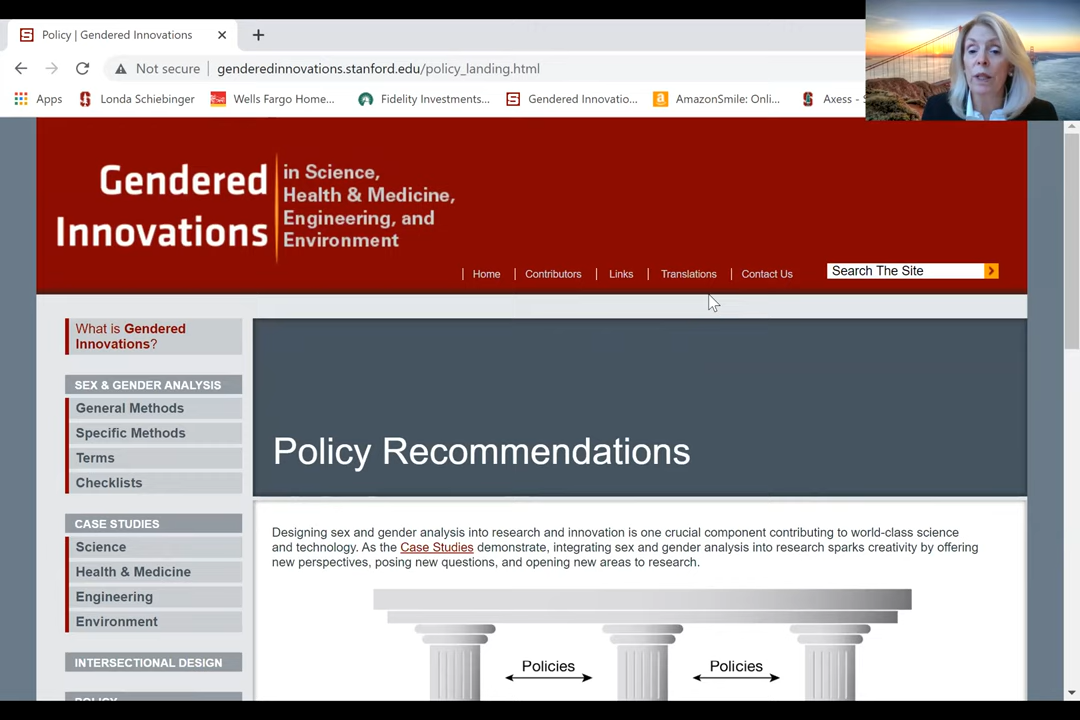 Policy | Gendered Innovations
Not secure | genderedinnovations.stanford.edu/policy_landing.html
Apps Londa Schiebinger Wells Fargo Home... Fidelity Investments... Gendered Innovatio... AmazonSmile: Onli... Axess -
Gendered Innovations
in Science,
Health & Medicine,
Engineering, and
Environment
Home | Contributors | Links | Translations | Contact Us
Search The Site
What is Gendered
Innovations?
SEX & GENDER ANALYSIS
General Methods
Specific Methods
Terms
Checklists
CASE STUDIES
Science
Health & Medicine
Engineering
Environment
INTERSECTIONAL DESIGN
Policy Recommendations
Designing sex and gender analysis into research and innovation is one crucial component contributing to world-class science
and technology. As the Case Studies demonstrate, integrating sex and gender analysis into research sparks creativity by offering
new perspectives, posing new questions, and opening new areas to research.
Policies Policies